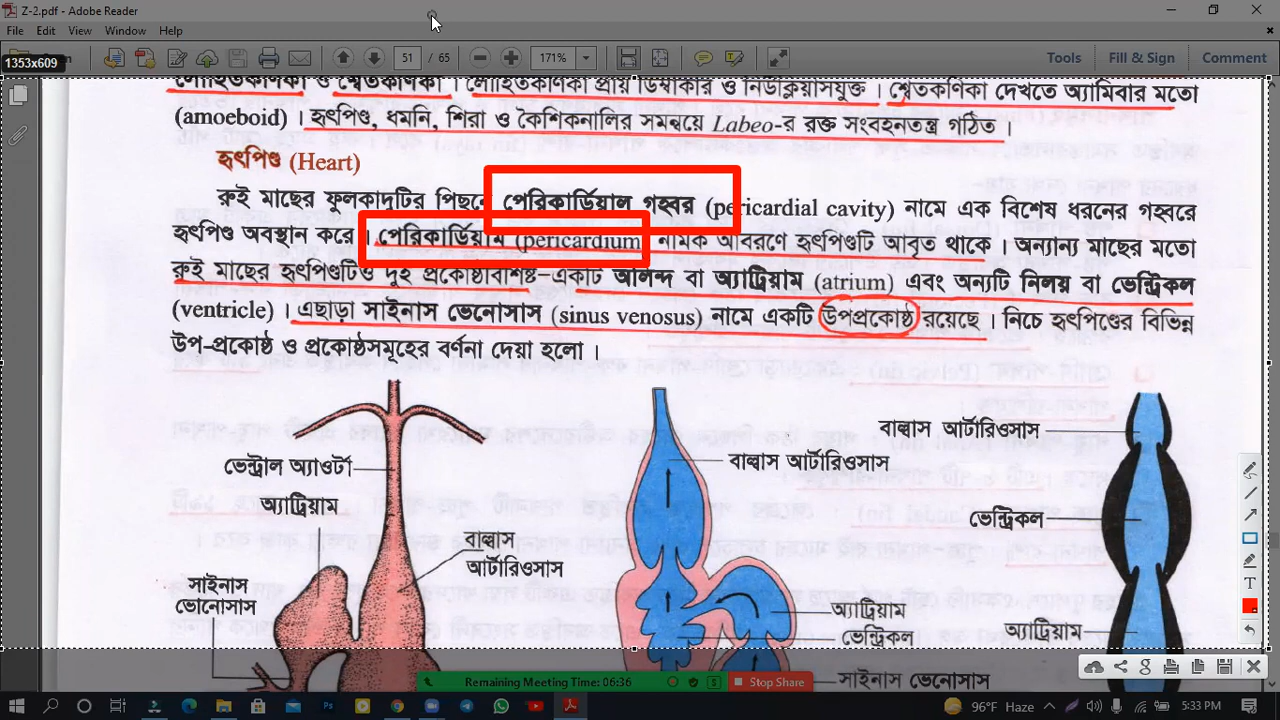 Z-2.pdf - Adobe Reader
File Edit View Window Help
51 / 65 171% Tools Fill & Sign Comment
1353x609
লোহিতকণিকা ও শ্বেতকণিকা । লোহিতকণিকা প্রায় ডিম্বাকার ও নিউক্লিয়াসযুক্ত । শ্বেতকণিকা দেখতে অ্যামিবার মতো
(amoeboid) । হৃৎপিণ্ড, ধমনি, শিরা ও কৈশিকনালির সমন্বয়ে Labeo-র রক্ত সংবহনতন্ত্র গঠিত ।
হৃৎপিণ্ড (Heart)
রুই মাছের ফুলকাদুটির পিছনে পেরিকার্ডিয়াল গহ্বর (pericardial cavity) নামে এক বিশেষ ধরনের গহ্বরে
হৃৎপিণ্ড অবস্থান করে । পেরিকার্ডিয়াম (pericardium নামক আবরণে হৃৎপিণ্ডটি আবৃত থাকে । অন্যান্য মাছের মতো
রুই মাছের হৃৎপিণ্ডটিও দুই প্রকোষ্ঠবিশিষ্ট–একটি অলিন্দ বা অ্যাট্রিয়াম (atrium) এবং অন্যটি নিলয় বা ভেন্ট্রিকল
(ventricle) । এছাড়া সাইনাস ভেনোসাস (sinus venosus) নামে একটি উপপ্রকোষ্ঠ রয়েছে । নিচে হৃৎপিণ্ডের বিভিন্ন
উপ-প্রকোষ্ঠ ও প্রকোষ্ঠসমূহের বর্ণনা দেয়া হলো ।
ভেন্ট্রাল অ্যাওর্টা
অ্যাট্রিয়াম
বাল্বাস
আর্টারিওসাস
সাইনাস
ভেনোসাস
বাল্বাস আর্টারিওসাস
অ্যাট্রিয়াম
ভেন্ট্রিকল
সাইনাস ভেনোসাস
বাল্বাস আর্টারিওসাস
ভেন্ট্রিকল
অ্যাট্রিয়াম
Remaining Meeting Time: 06:36 Stop Share
96°F Haze 5:33 PM